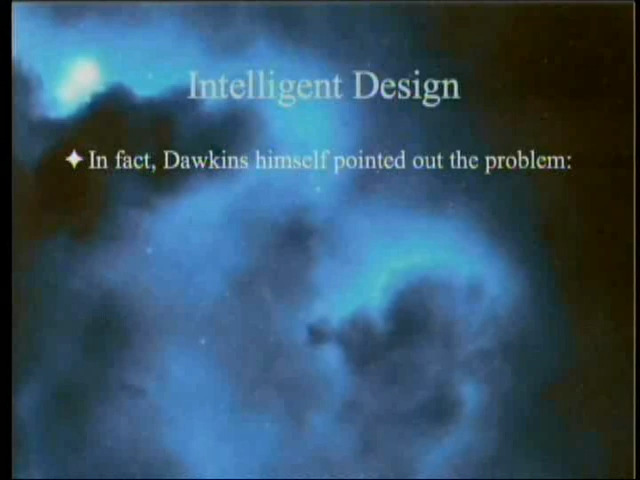 Intelligent Design
In fact, Dawkins himself pointed out the problem: